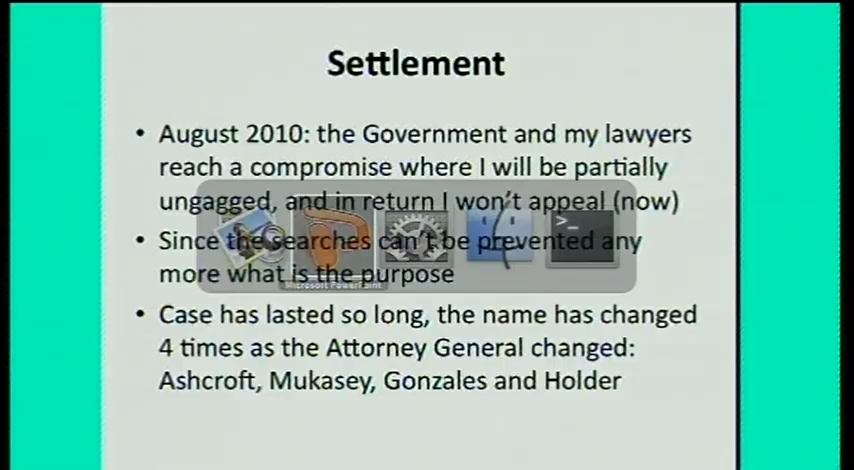 Settlement
• August 2010: the Government and my lawyers
reach a compromise where I will be partially
ungagged, and in return I won't appeal (now)
• Since the searches can't be prevented any
more what is the purpose
Microsoft PowerPoint
• Case has lasted so long, the name has changed
4 times as the Attorney General changed:
Ashcroft, Mukasey, Gonzales and Holder